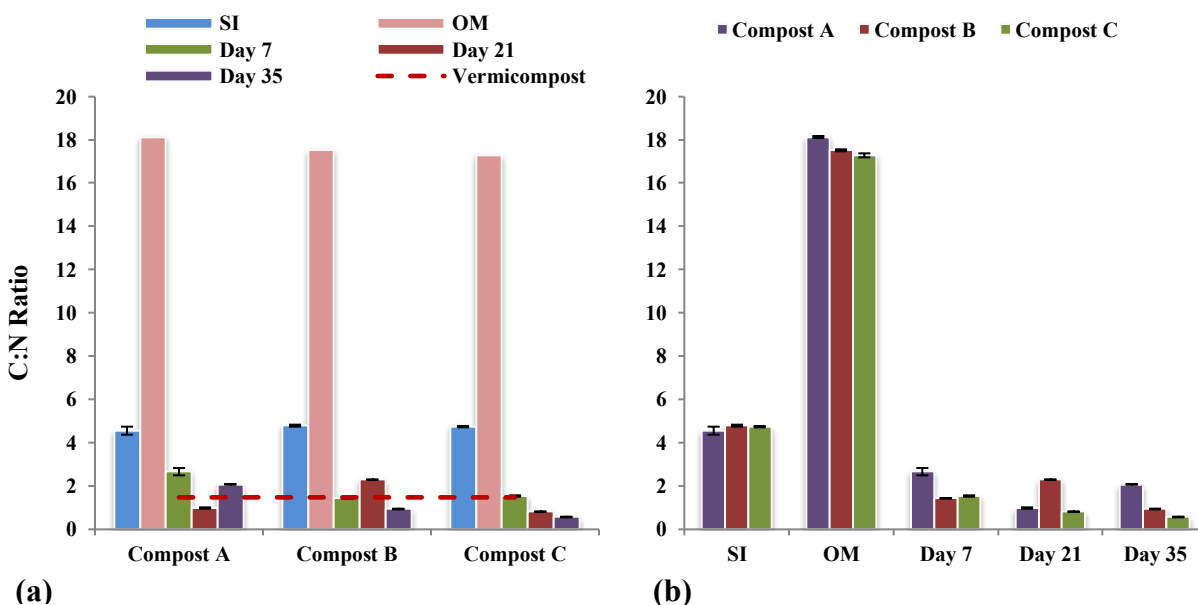 SI OM
Day 7 Day 21
Day 35 Vermicompost
C:N Ratio
20
18
16
14
12
10
8
6
4
2
0
Compost A Compost B Compost C
(a)
Compost A Compost B Compost C
20
18
16
14
12
10
8
6
4
2
0
SI OM Day 7 Day 21 Day 35
(b)